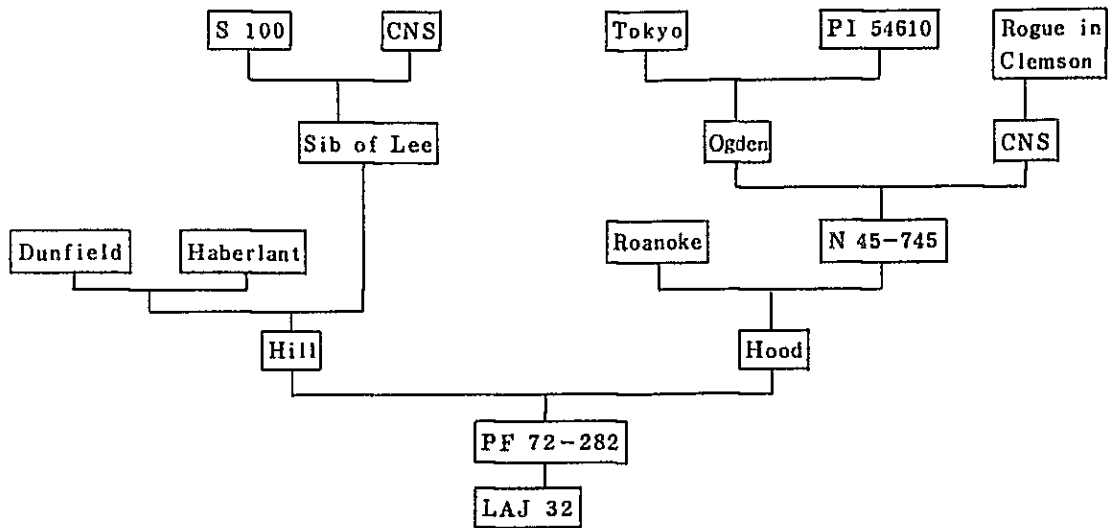 S 100
CNS
Tokyo
PI 54610
Rogue in
Clemson
Sib of Lee
Ogden
CNS
Dunfield
Haberlant
Roanoke
N 45-745
Hill
Hood
PF 72-282
LAJ 32